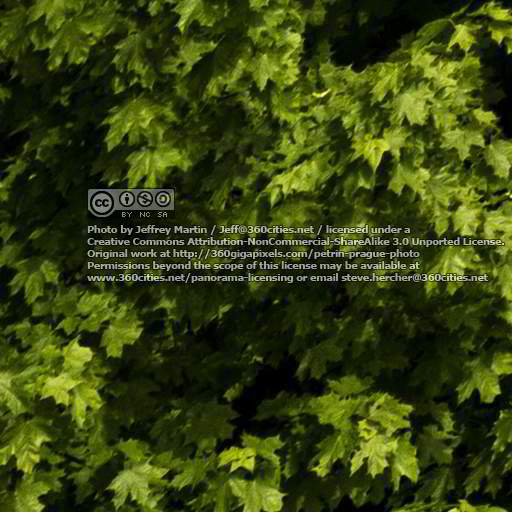 cc BY NC SA
Photo by Jeffrey Martin / Jeff@360cities.net / licensed under a
Creative Commons Attribution-NonCommercial-ShareAlike 3.0 Unported License.
Original work at http://360gigapixels.com/petrin-prague-photo
Permissions beyond the scope of this license may be available at
www.360cities.net/panorama-licensing or email steve.hercher@360cities.net